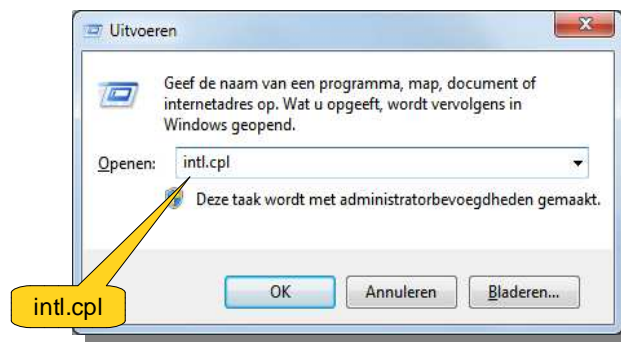 Uitvoeren
Geef de naam van een programma, map, document of
internetadres op. Wat u opgeeft, wordt vervolgens in
Windows geopend.
Openen: intl.cpl
Deze taak wordt met administratorbevoegdheden gemaakt.
intl.cpl
OK Annuleren Bladeren...